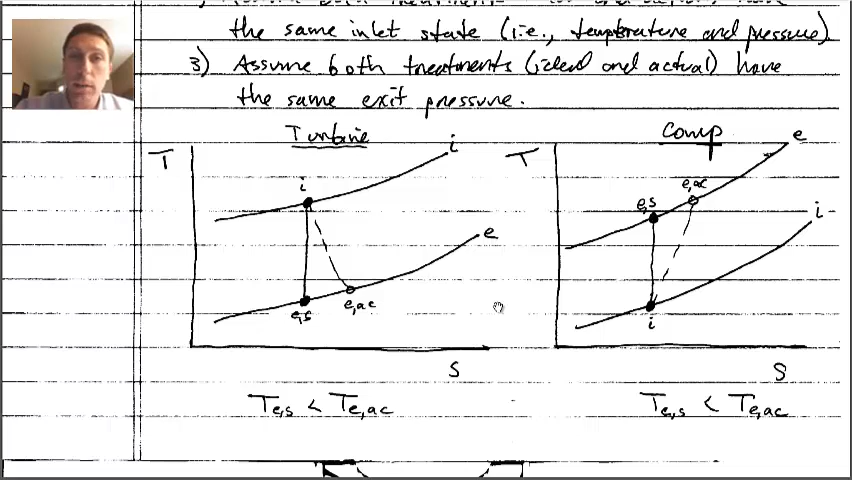 the same inlet state (i.e., temperature and pressure).
3) Assume both treatments (ideal and actual) have
the same exit pressure.
Turbine
Comp
T
i
T
e
i
e,s
e,ac
i
e
e,s
e,ac
i
S
S
Te,s < Te,ac
Te,s < Te,ac